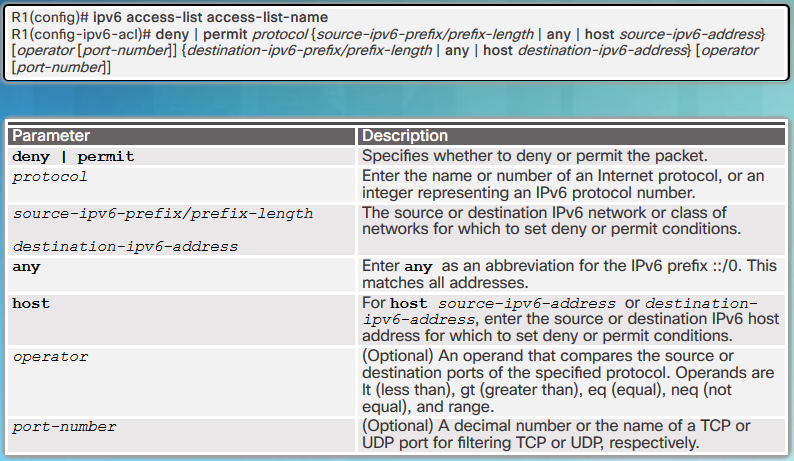 R1(config)# ipv6 access-list access-list-name
R1(config-ipv6-acl)# deny | permit protocol {source-ipv6-prefix/prefix-length | any | host source-ipv6-address}
[operator [port-number]] {destination-ipv6-prefix/prefix-length | any | host destination-ipv6-address} [operator
[port-number]]
Parameter Description
deny | permit Specifies whether to deny or permit the packet.
protocol Enter the name or number of an Internet protocol, or an
integer representing an IPv6 protocol number.
source-ipv6-prefix/prefix-length The source or destination IPv6 network or class of
networks for which to set deny or permit conditions.
destination-ipv6-address
any Enter any as an abbreviation for the IPv6 prefix ::/0. This
matches all addresses.
host For host source-ipv6-address or destination-
ipv6-address, enter the source or destination IPv6 host
address for which to set deny or permit conditions.
operator (Optional) An operand that compares the source or
destination ports of the specified protocol. Operands are
lt (less than), gt (greater than), eq (equal), neq (not
equal), and range.
port-number (Optional) A decimal number or the name of a TCP or
UDP port for filtering TCP or UDP, respectively.